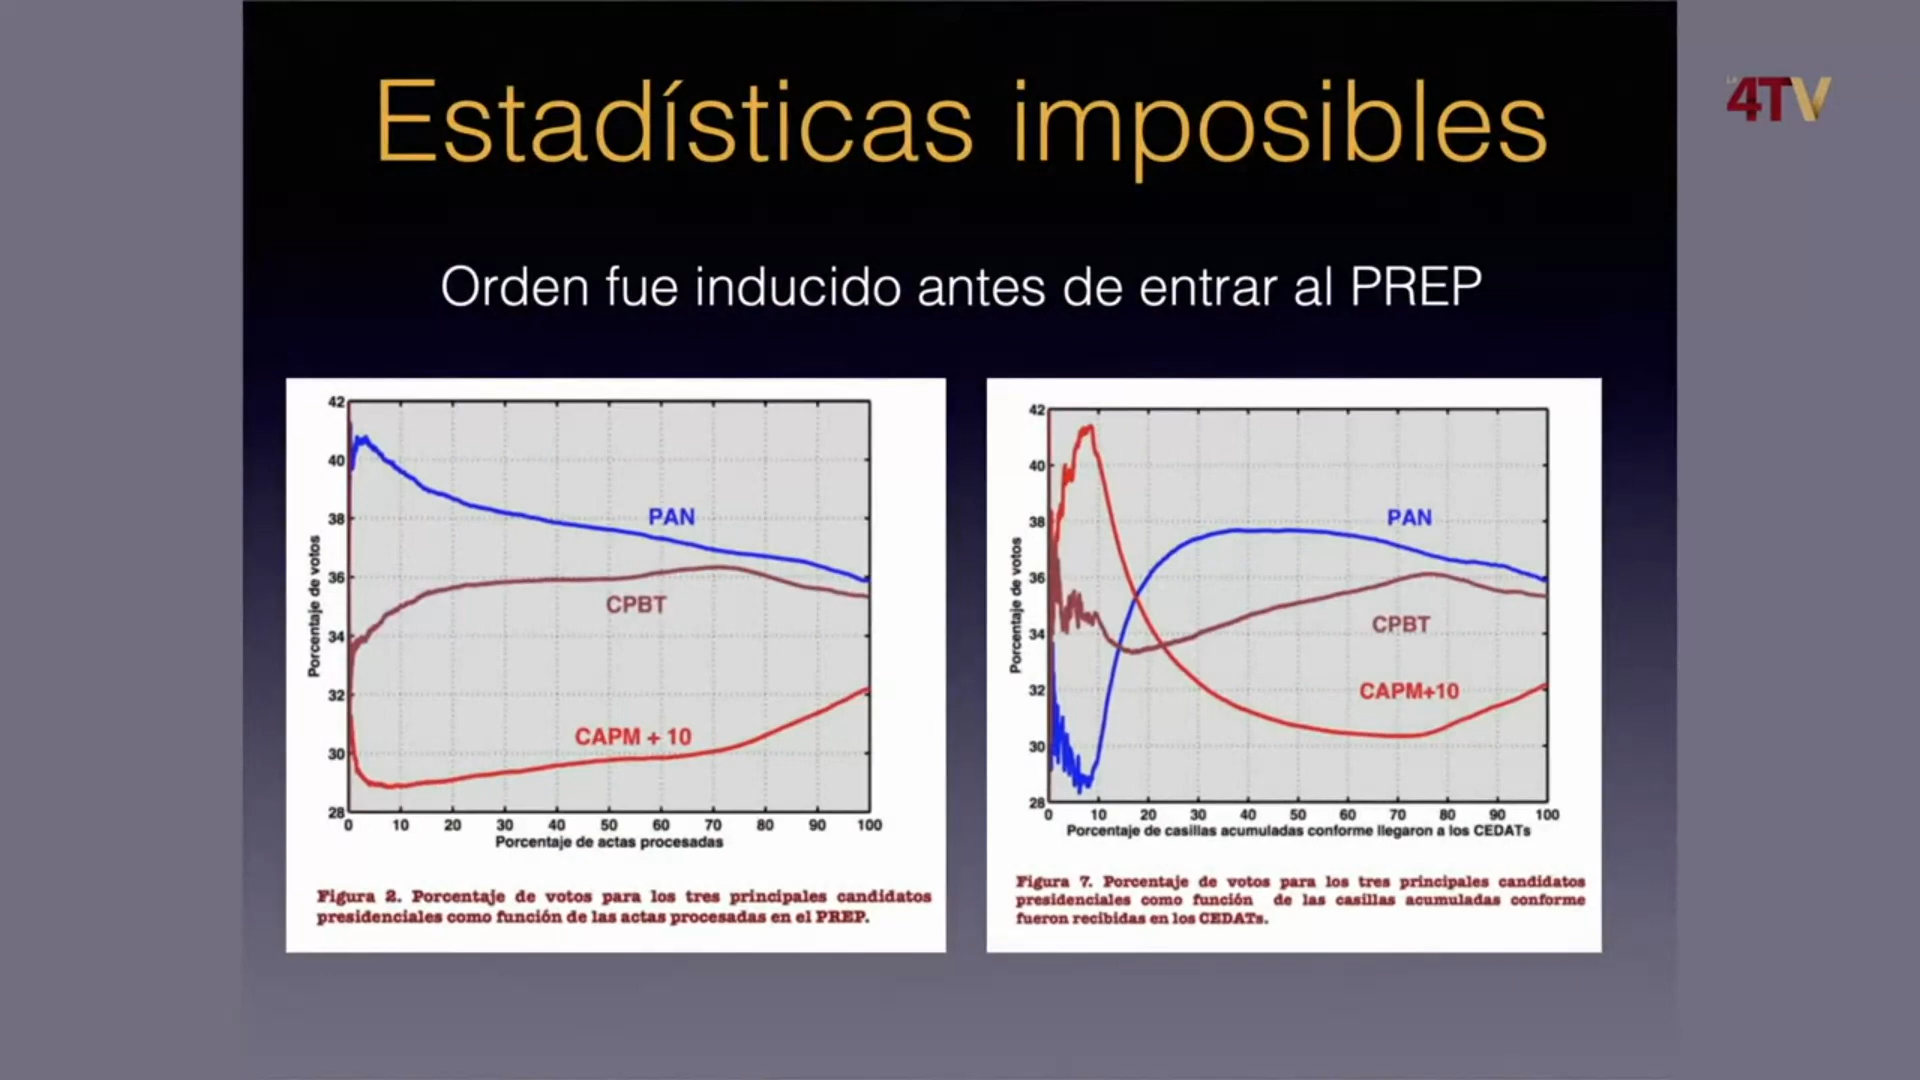 LA
4TV
Estadísticas imposibles
Orden fue inducido antes de entrar al PREP
42
40
38
36
34
32
30
28
Porcentaje de votos
PAN
CPBT
CAPM + 10
0 10 20 30 40 50 60 70 80 90 100
Porcentaje de actas procesadas
Figura 2. Porcentaje de votos para los tres principales candidatos
presidenciales como función de las actas procesadas en el PREP.
42
40
38
36
34
32
30
28
Porcentaje de votos
PAN
CPBT
CAPM+10
0 10 20 30 40 50 60 70 80 90 100
Porcentaje de casillas acumuladas conforme llegaron a los CEDATs
Figura 7. Porcentaje de votos para los tres principales candidatos
presidenciales como función de las casillas acumuladas conforme
fueron recibidas en los CEDATs.